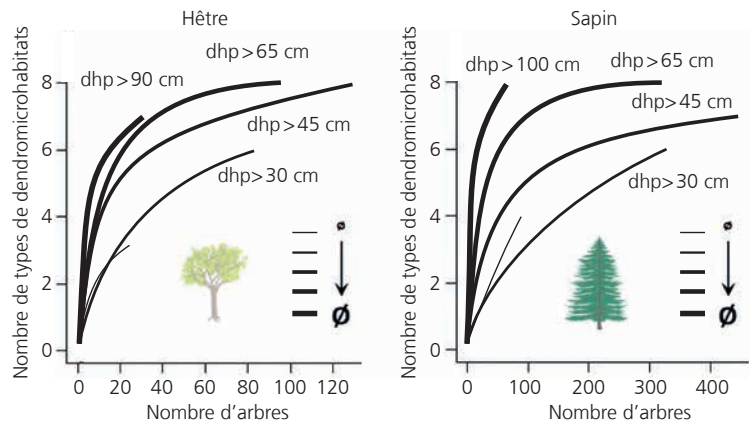 Hêtre
Nombre de types de dendromicrohabitats
8
6
4
2
0
dhp > 65 cm
dhp > 90 cm
dhp > 45 cm
dhp > 30 cm
ø
Ø
0 20 40 60 80 100 120
Nombre d'arbres
Sapin
Nombre de types de dendromicrohabitats
8
6
4
2
0
dhp > 100 cm
dhp > 65 cm
dhp > 45 cm
dhp > 30 cm
ø
Ø
0 100 200 300 400
Nombre d'arbres